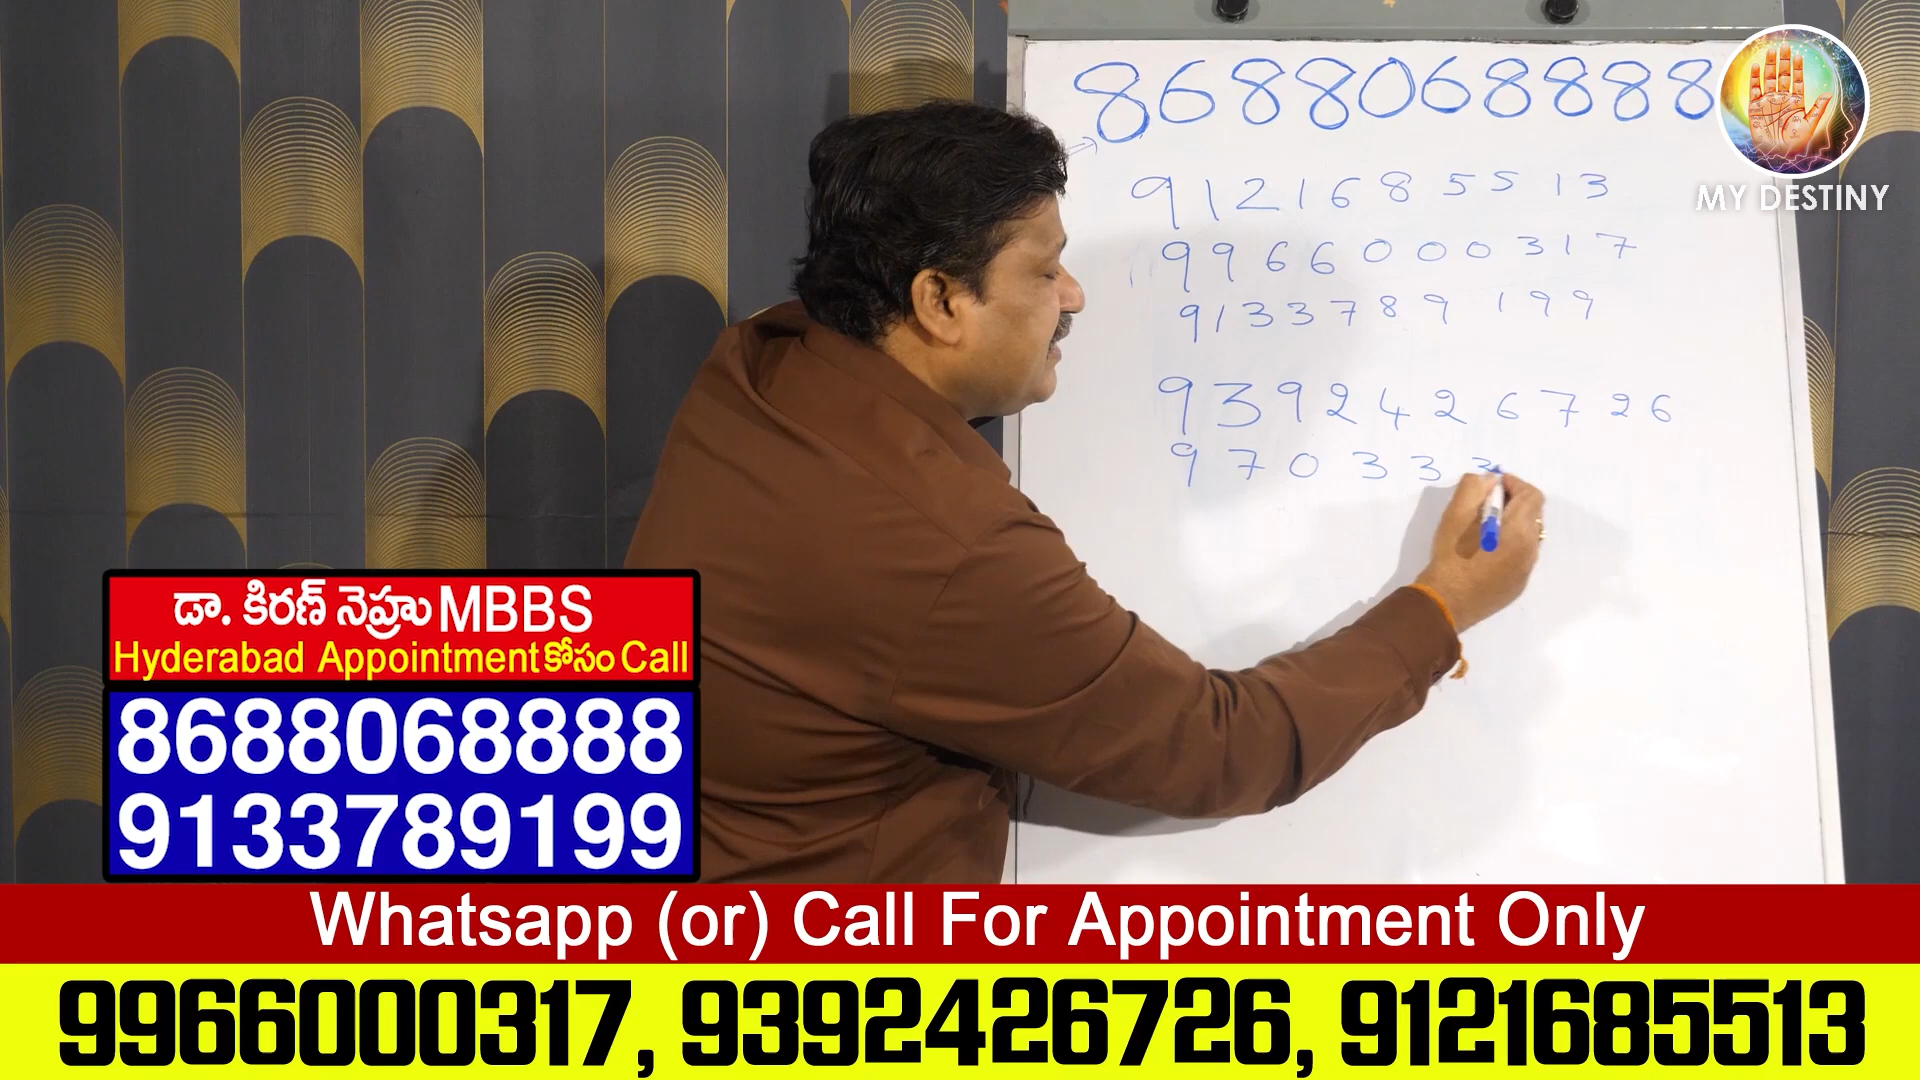 8688068888
9121685513
9966000317
9133789199
9392426726
970333
MY DESTINY
డా. కిరణ్ నెహ్రు MBBS
Hyderabad Appointment కోసం Call
8688068888
9133789199
Whatsapp (or) Call For Appointment Only
9966000317, 9392426726, 9121685513